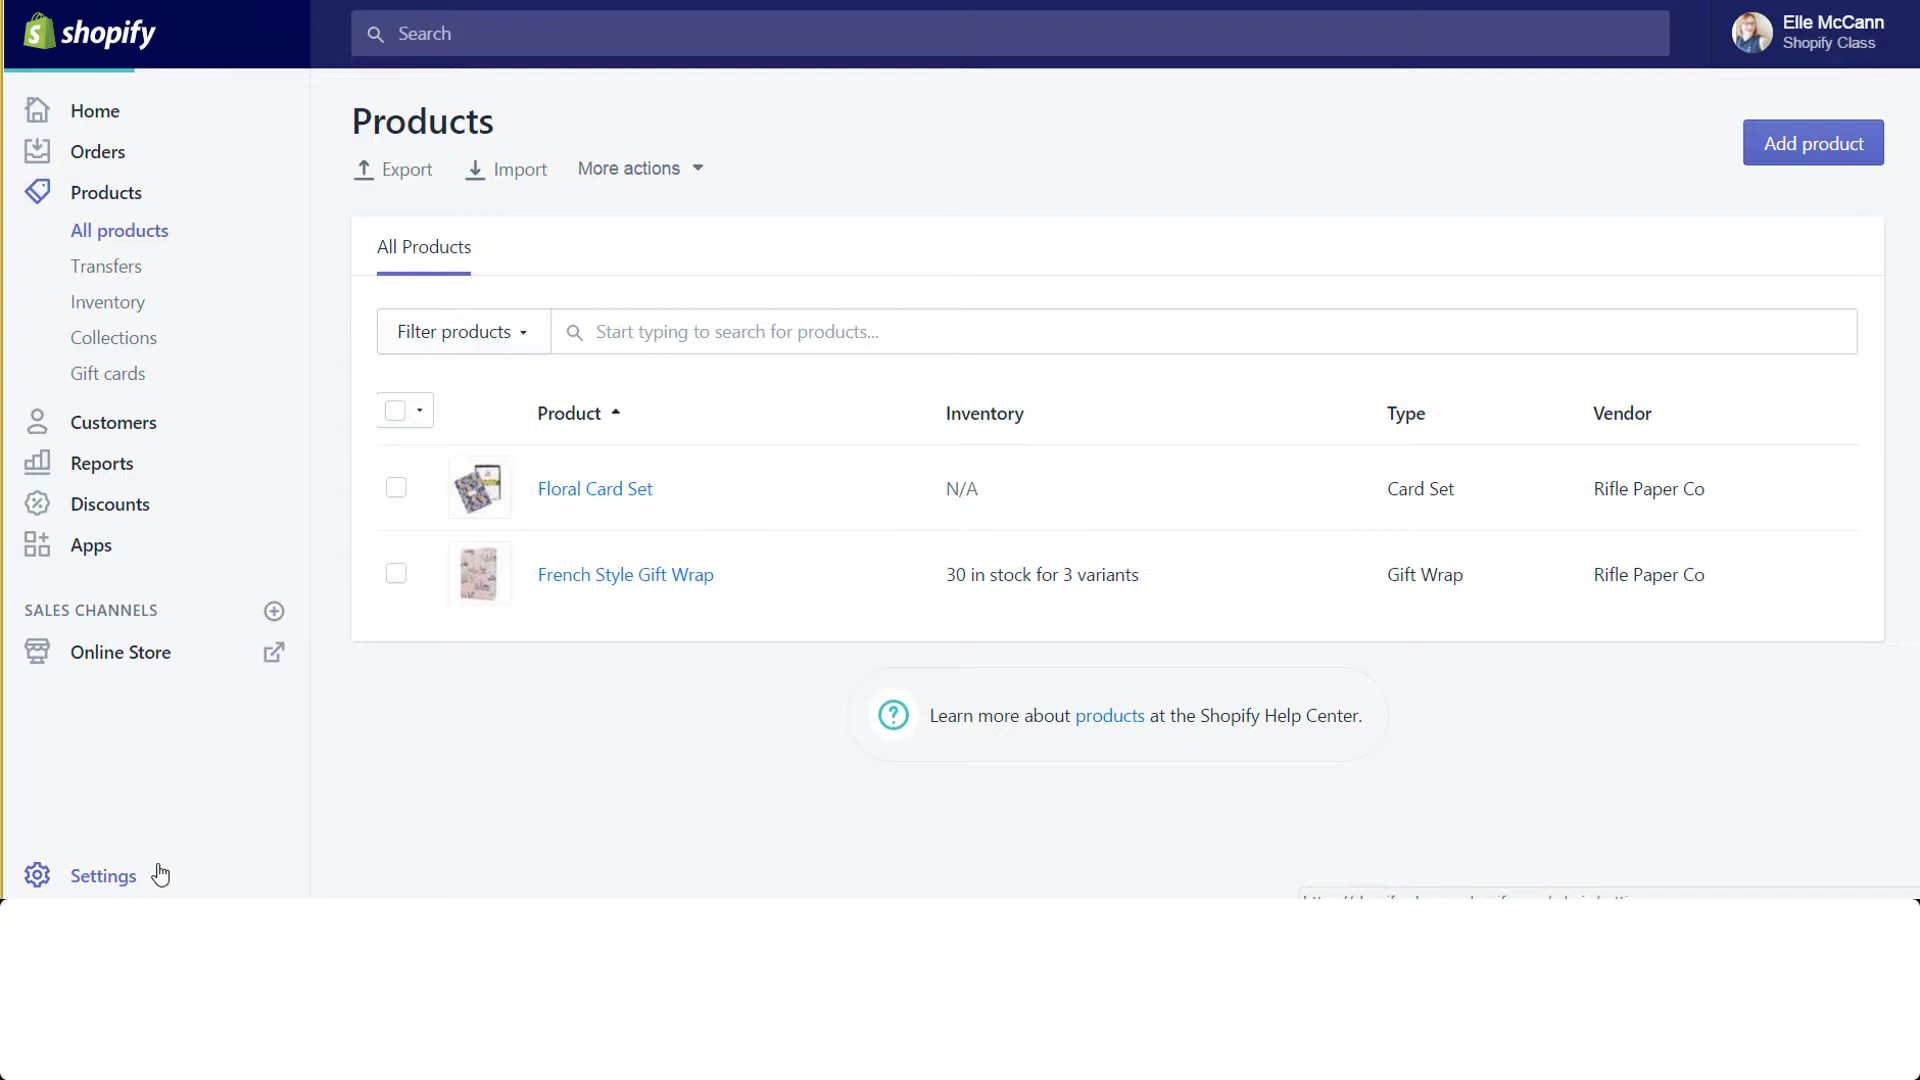 shopify
Search
Elle McCann
Shopify Class
Home
Orders
Products
All products
Transfers
Inventory
Collections
Gift cards
Customers
Reports
Discounts
Apps
SALES CHANNELS
Online Store
Settings
Products
Export Import More actions
Add product
All Products
Filter products Start typing to search for products...
Product Inventory Type Vendor
Floral Card Set N/A Card Set Rifle Paper Co
French Style Gift Wrap 30 in stock for 3 variants Gift Wrap Rifle Paper Co
Learn more about products at the Shopify Help Center.